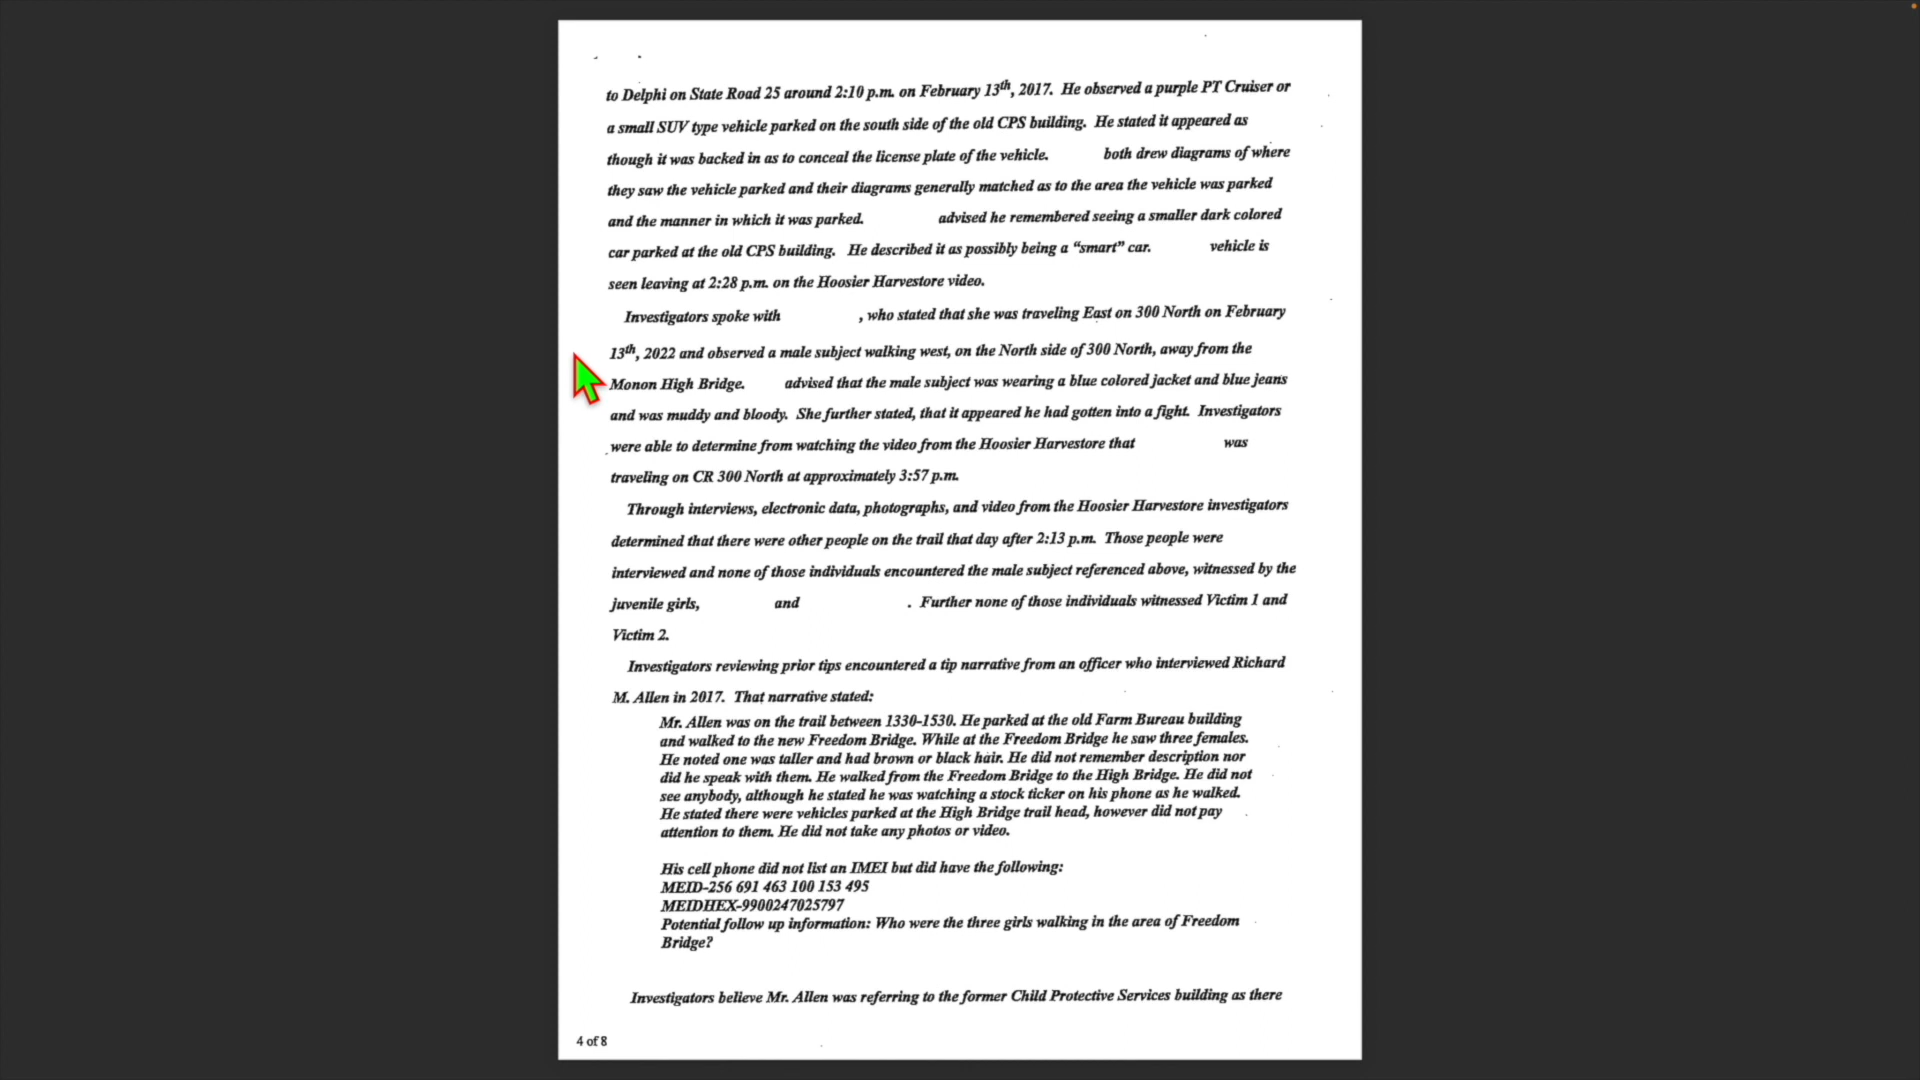 to Delphi on State Road 25 around 2:10 p.m. on February 13th, 2017. He observed a purple PT Cruiser or
a small SUV type vehicle parked on the south side of the old CPS building. He stated it appeared as
though it was backed in as to conceal the license plate of the vehicle. both drew diagrams of where
they saw the vehicle parked and their diagrams generally matched as to the area the vehicle was parked
and the manner in which it was parked. advised he remembered seeing a smaller dark colored
car parked at the old CPS building. He described it as possibly being a “smart” car. vehicle is
seen leaving at 2:28 p.m. on the Hoosier Harvestore video.
Investigators spoke with , who stated that she was traveling East on 300 North on February
13th, 2022 and observed a male subject walking west, on the North side of 300 North, away from the
Monon High Bridge. advised that the male subject was wearing a blue colored jacket and blue jeans
and was muddy and bloody. She further stated, that it appeared he had gotten into a fight. Investigators
were able to determine from watching the video from the Hoosier Harvestore that was
traveling on CR 300 North at approximately 3:57 p.m.
Through interviews, electronic data, photographs, and video from the Hoosier Harvestore investigators
determined that there were other people on the trail that day after 2:13 p.m. Those people were
interviewed and none of those individuals encountered the male subject referenced above, witnessed by the
juvenile girls, and . Further none of those individuals witnessed Victim 1 and
Victim 2.
Investigators reviewing prior tips encountered a tip narrative from an officer who interviewed Richard
M. Allen in 2017. That narrative stated:
Mr. Allen was on the trail between 1330-1530. He parked at the old Farm Bureau building
and walked to the new Freedom Bridge. While at the Freedom Bridge he saw three females.
He noted one was taller and had brown or black hair. He did not remember description nor
did he speak with them. He walked from the Freedom Bridge to the High Bridge. He did not
see anybody, although he stated he was watching a stock ticker on his phone as he walked.
He stated there were vehicles parked at the High Bridge trail head, however did not pay
attention to them. He did not take any photos or video.
His cell phone did not list an IMEI but did have the following:
MEID-256 691 463 100 153 495
MEIDHEX-9900247025797
Potential follow up information: Who were the three girls walking in the area of Freedom
Bridge?
Investigators believe Mr. Allen was referring to the former Child Protective Services building as there
4 of 8